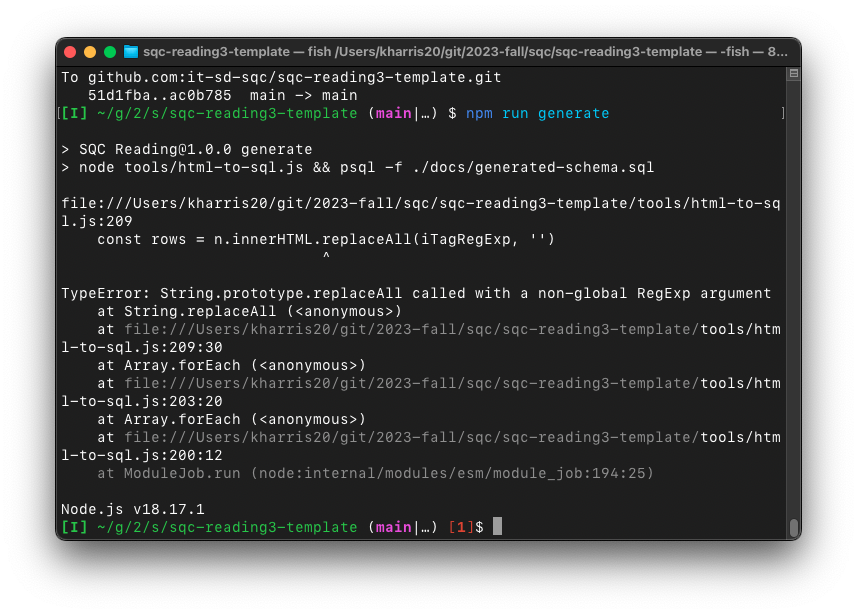 sqc-reading3-template — fish /Users/kharris20/git/2023-fall/sqc/sqc-reading3-template — -fish — 8...
To github.com:it-sd-sqc/sqc-reading3-template.git
   51d1fba..ac0b785  main -> main
[[I] ~/g/2/s/sqc-reading3-template (main|…) $ npm run generate ]

> SQC Reading@1.0.0 generate
> node tools/html-to-sql.js && psql -f ./docs/generated-schema.sql

file:///Users/kharris20/git/2023-fall/sqc/sqc-reading3-template/tools/html-to-sq
l.js:209
    const rows = n.innerHTML.replaceAll(iTagRegExp, '')
                             ^

TypeError: String.prototype.replaceAll called with a non-global RegExp argument
    at String.replaceAll (<anonymous>)
    at file:///Users/kharris20/git/2023-fall/sqc/sqc-reading3-template/tools/htm
l-to-sql.js:209:30
    at Array.forEach (<anonymous>)
    at file:///Users/kharris20/git/2023-fall/sqc/sqc-reading3-template/tools/htm
l-to-sql.js:203:20
    at Array.forEach (<anonymous>)
    at file:///Users/kharris20/git/2023-fall/sqc/sqc-reading3-template/tools/htm
l-to-sql.js:200:12
    at ModuleJob.run (node:internal/modules/esm/module_job:194:25)

Node.js v18.17.1
[I] ~/g/2/s/sqc-reading3-template (main|…) [1]$